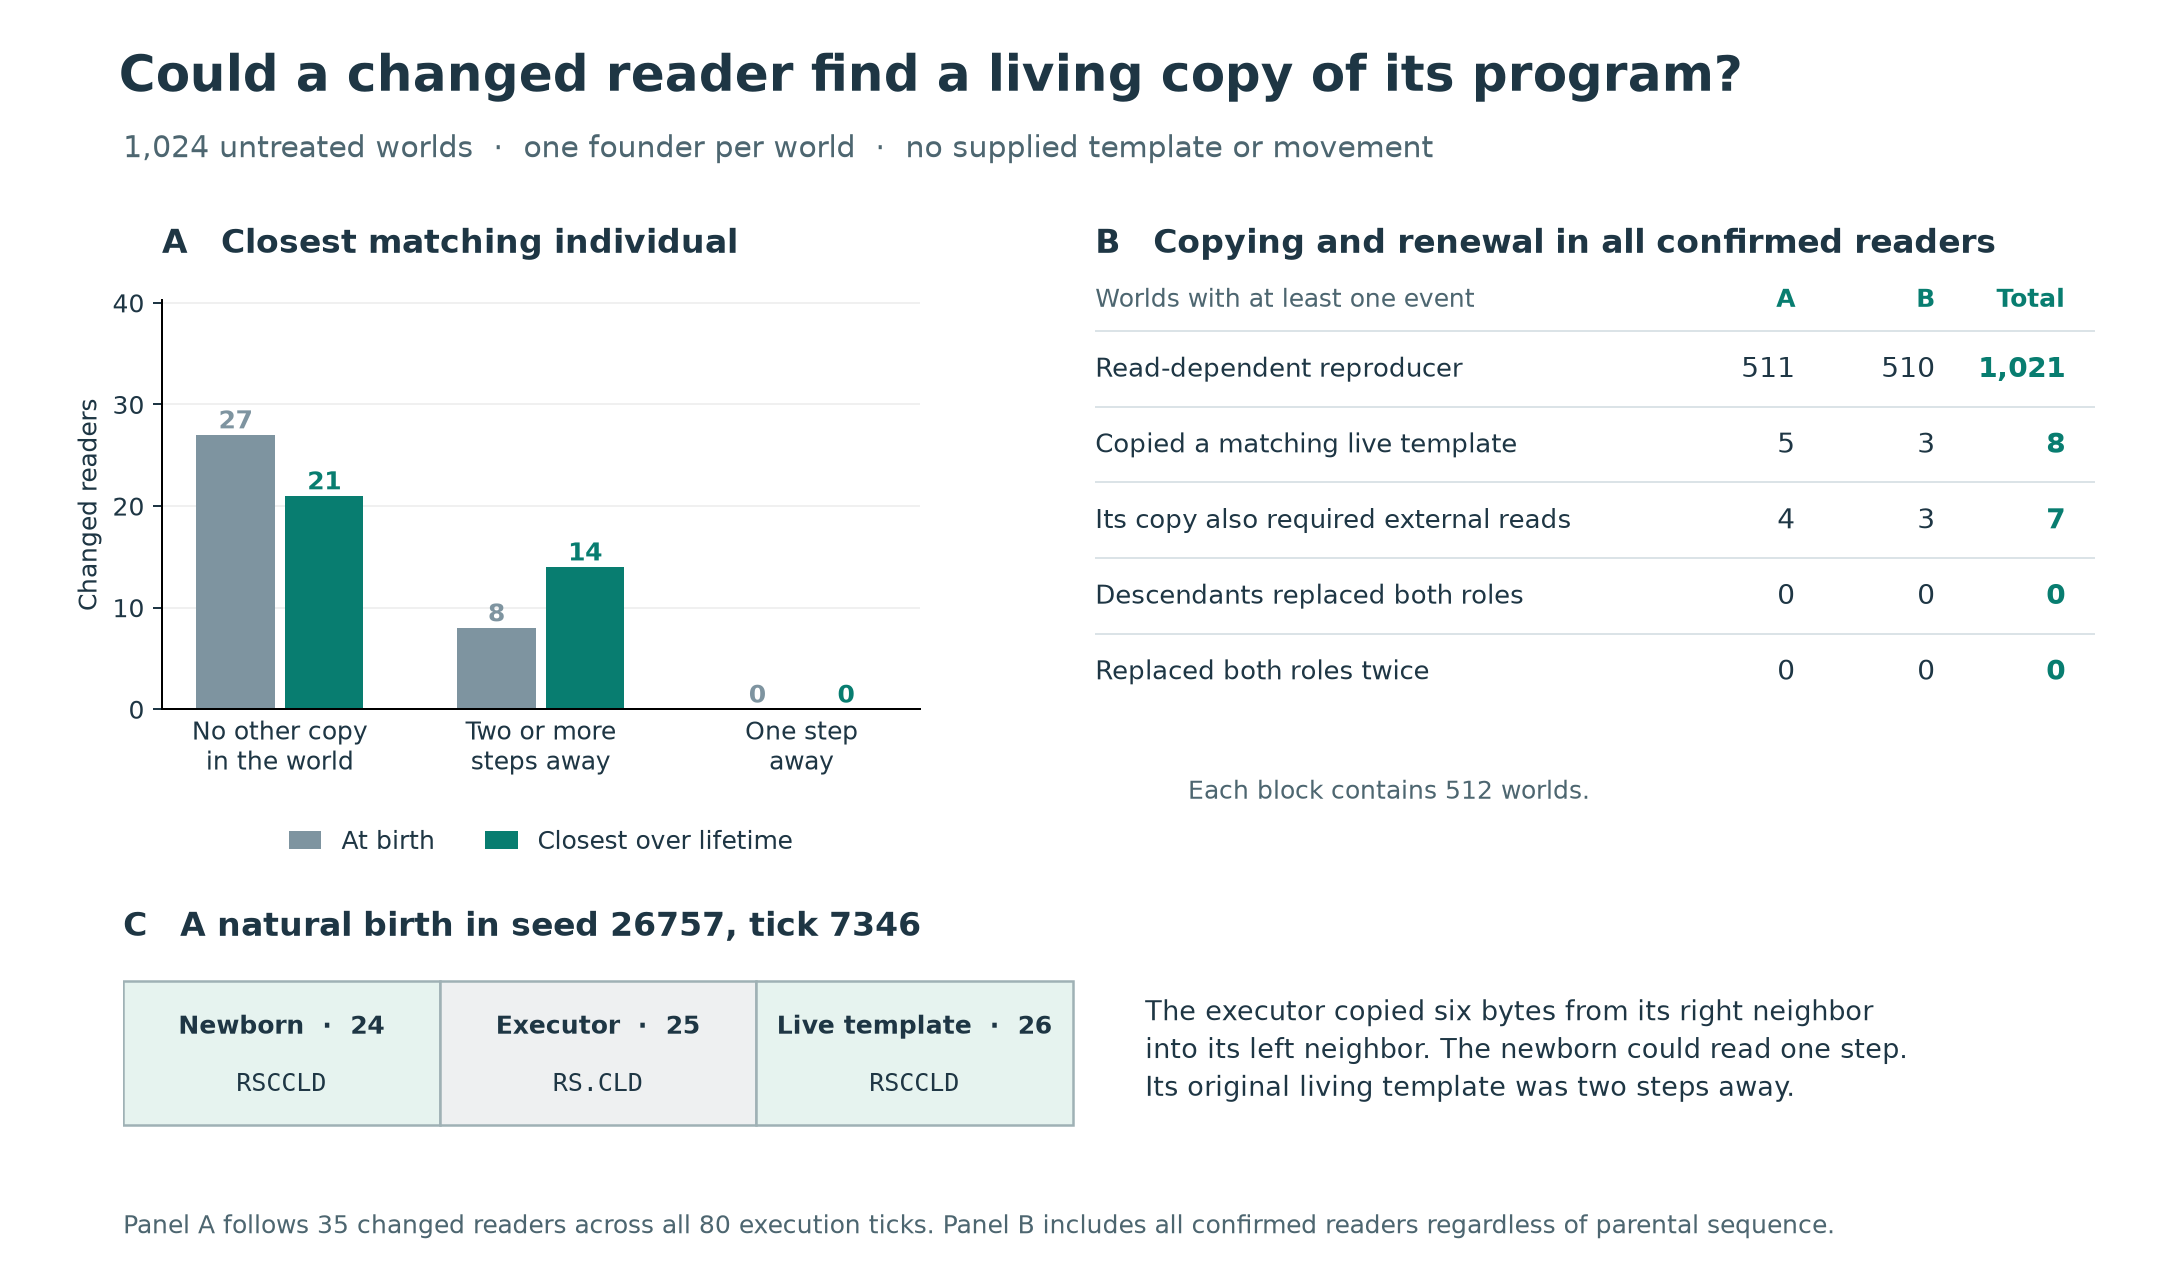 Could a changed reader find a living copy of its program?
1,024 untreated worlds · one founder per world · no supplied template or movement
A Closest matching individual
Changed readers
40
30
20
10
0
27
21
8
14
0
0
No other copy
in the world
Two or more
steps away
One step
away
At birth
Closest over lifetime
B Copying and renewal in all confirmed readers
Worlds with at least one event A B Total
Read-dependent reproducer 511 510 1,021
Copied a matching live template 5 3 8
Its copy also required external reads 4 3 7
Descendants replaced both roles 0 0 0
Replaced both roles twice 0 0 0
Each block contains 512 worlds.
C A natural birth in seed 26757, tick 7346
Newborn · 24
RSCCLD
Executor · 25
RS.CLD
Live template · 26
RSCCLD
The executor copied six bytes from its right neighbor
into its left neighbor. The newborn could read one step.
Its original living template was two steps away.
Panel A follows 35 changed readers across all 80 execution ticks. Panel B includes all confirmed readers regardless of parental sequence.